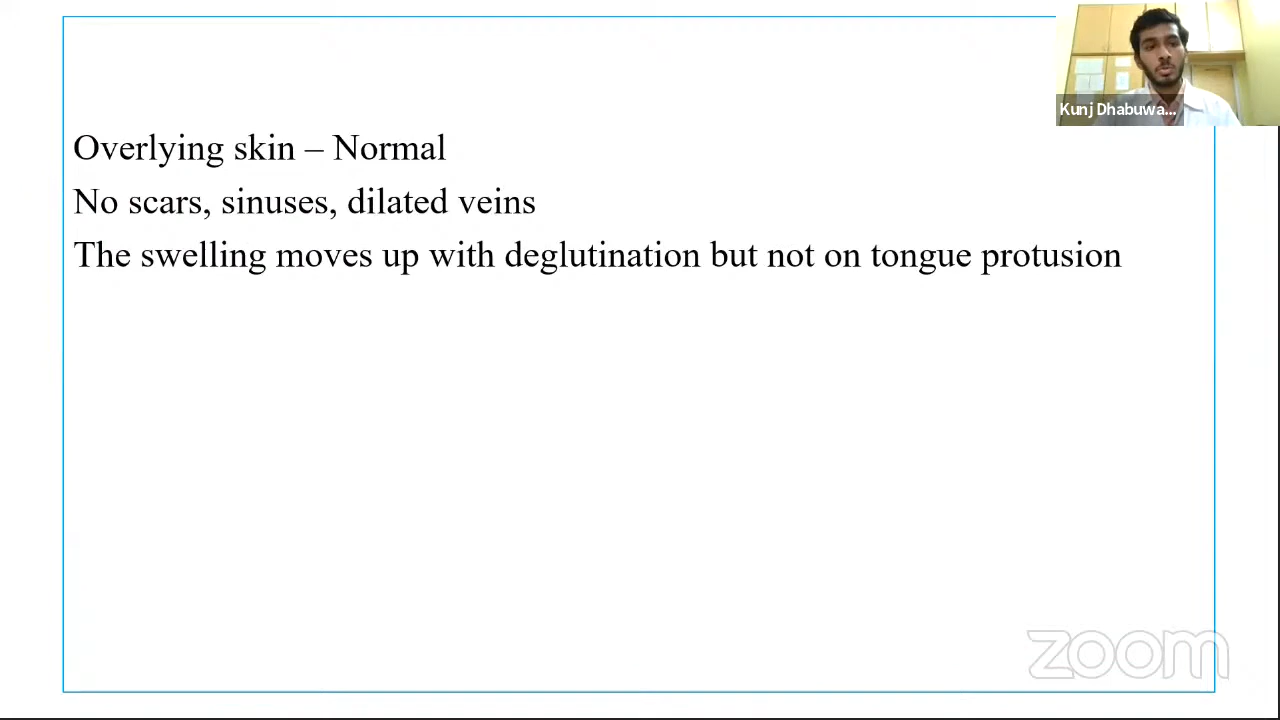 Kunj Dhabuwa...
Overlying skin – Normal
No scars, sinuses, dilated veins
The swelling moves up with deglutination but not on tongue protusion
zoom